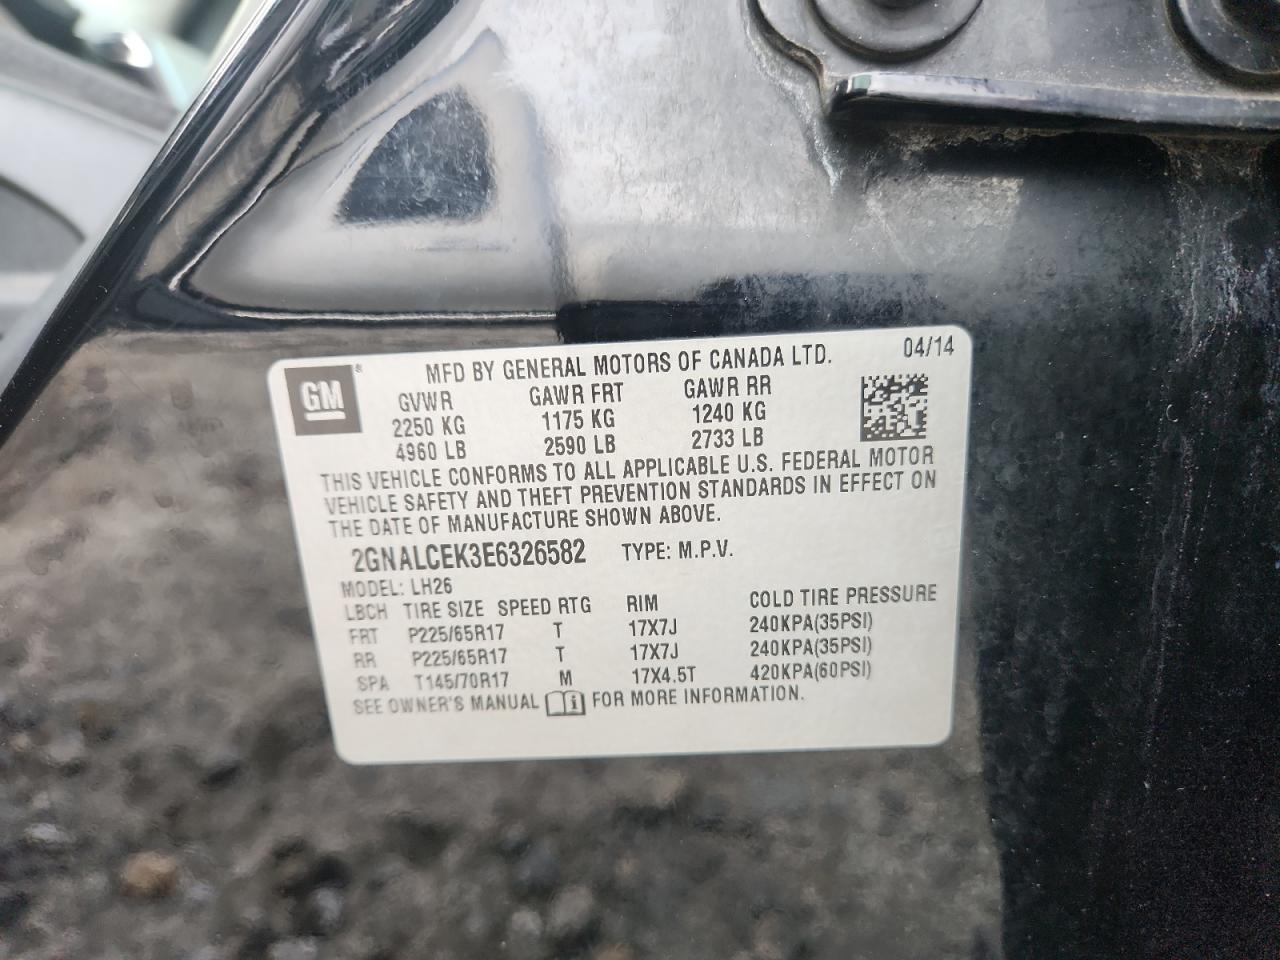 GM
MFD BY GENERAL MOTORS OF CANADA LTD. 04/14
GVWR GAWR FRT GAWR RR
2250 KG 1175 KG 1240 KG
4960 LB 2590 LB 2733 LB
THIS VEHICLE CONFORMS TO ALL APPLICABLE U.S. FEDERAL MOTOR
VEHICLE SAFETY AND THEFT PREVENTION STANDARDS IN EFFECT ON
THE DATE OF MANUFACTURE SHOWN ABOVE.
2GNALCEK3E6326582 TYPE: M.P.V.
MODEL: LH26
LBCH TIRE SIZE SPEED RTG RIM COLD TIRE PRESSURE
FRT P225/65R17 T 17X7J 240KPA(35PSI)
RR P225/65R17 T 17X7J 240KPA(35PSI)
SPA T145/70R17 M 17X4.5T 420KPA(60PSI)
SEE OWNER'S MANUAL FOR MORE INFORMATION.